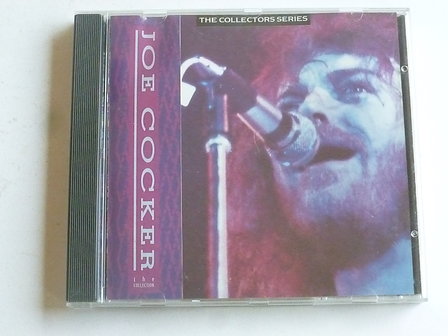 THE COLLECTORS SERIES
JOE COCKER
the
COLLECTION